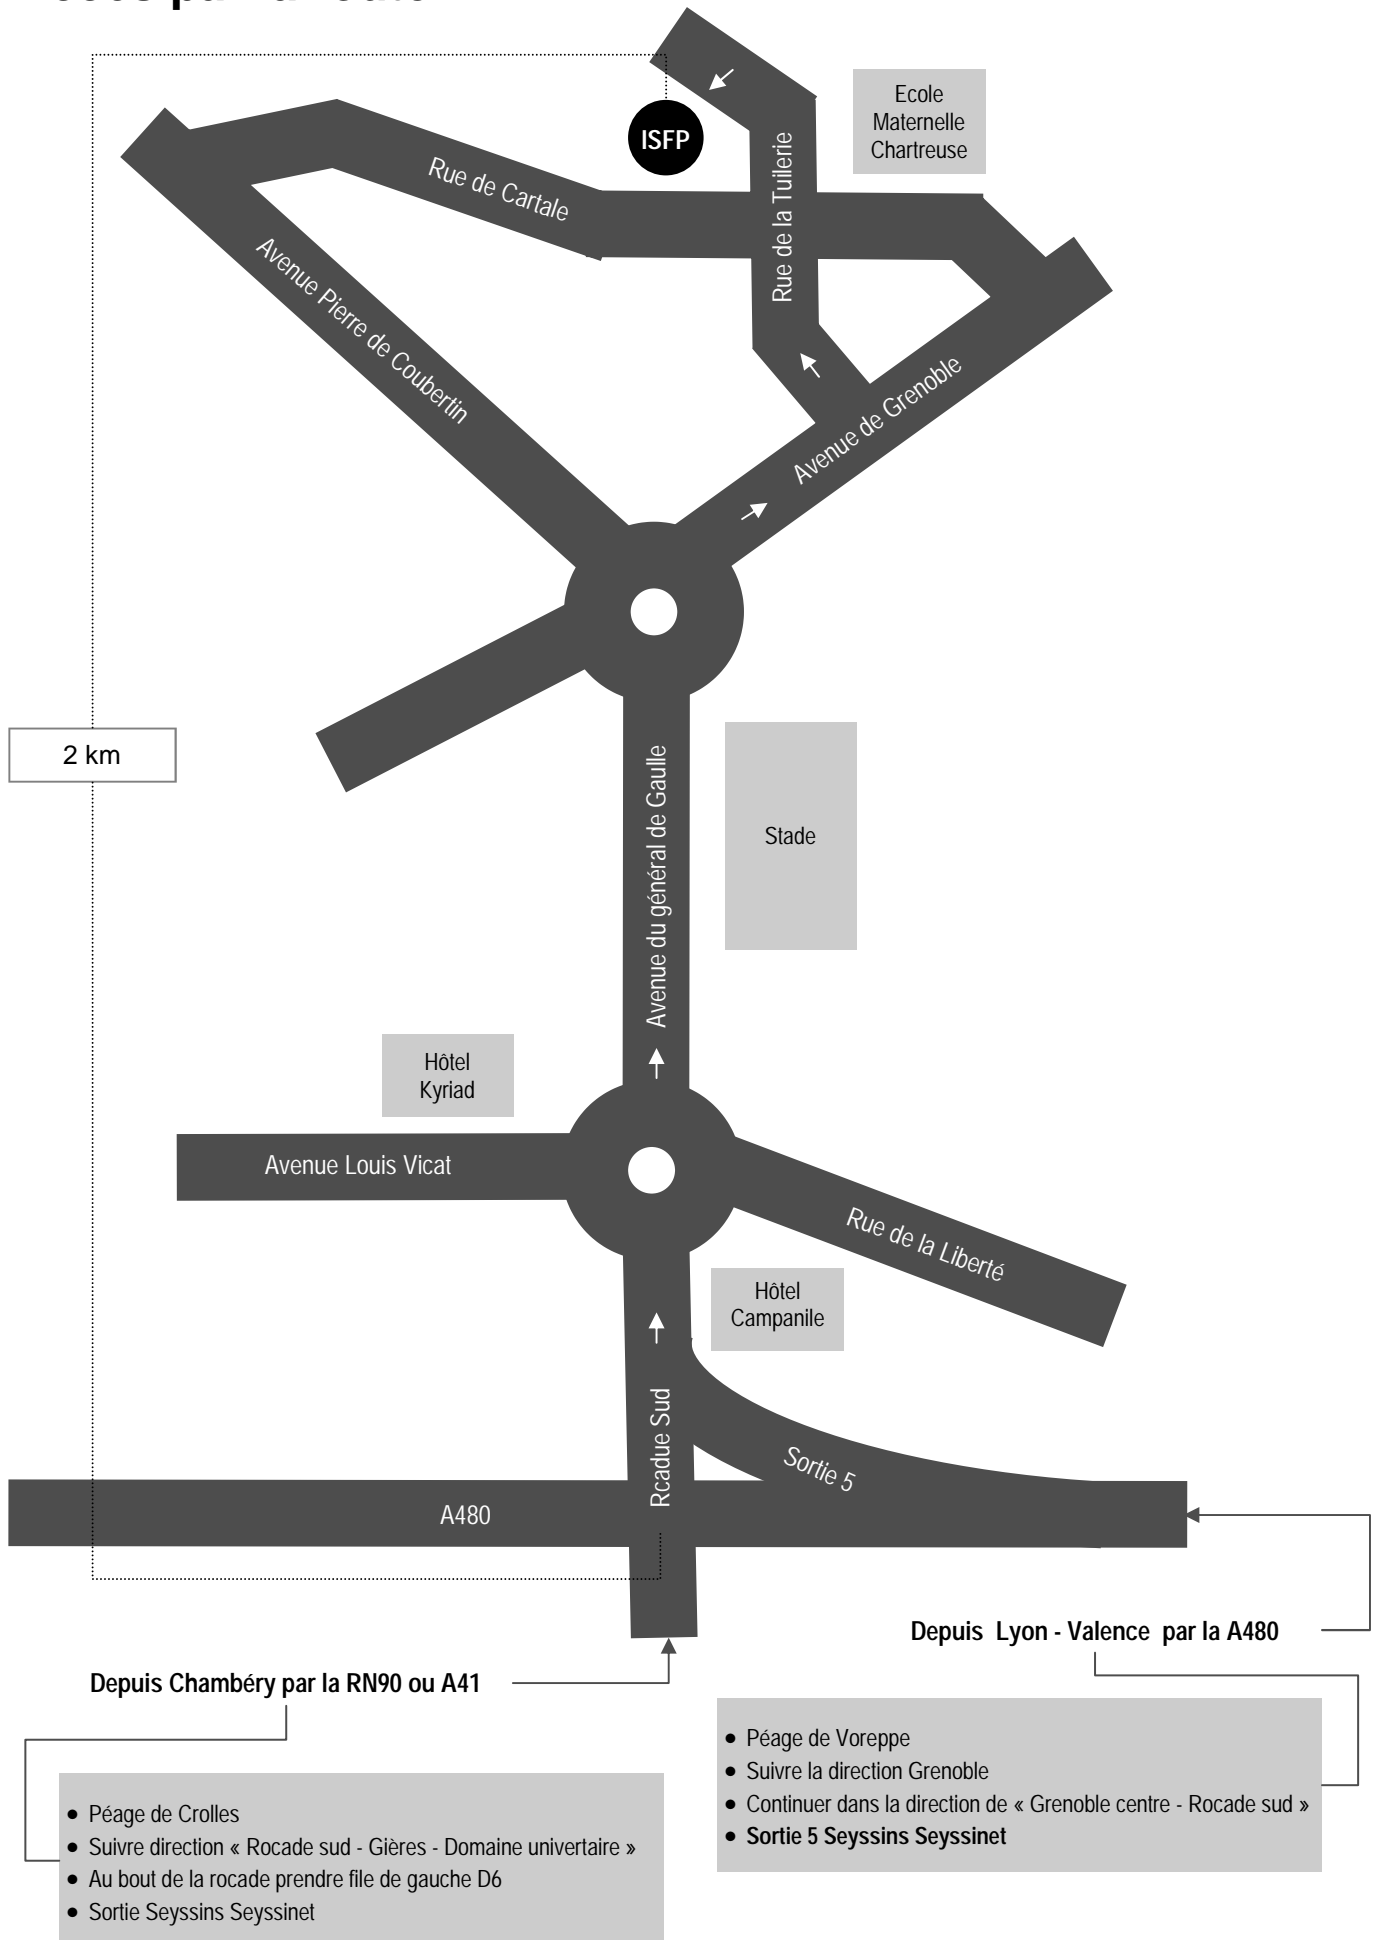 ISFP
Ecole
Maternelle
Chartreuse
Rue de Cartale
Rue de la Tuilerie
Avenue Pierre de Coubertin
Avenue de Grenoble
2 km
Avenue du général de Gaulle
Stade
Hôtel
Kyriad
Avenue Louis Vicat
Rue de la Liberté
Hôtel
Campanile
Rcadue Sud
Sortie 5
A480
Depuis Lyon - Valence par la A480
Depuis Chambéry par la RN90 ou A41
• Péage de Voreppe
• Suivre la direction Grenoble
• Continuer dans la direction de « Grenoble centre - Rocade sud »
• Sortie 5 Seyssins Seyssinet
• Péage de Crolles
• Suivre direction « Rocade sud - Gières - Domaine univertaire »
• Au bout de la rocade prendre file de gauche D6
• Sortie Seyssins Seyssinet